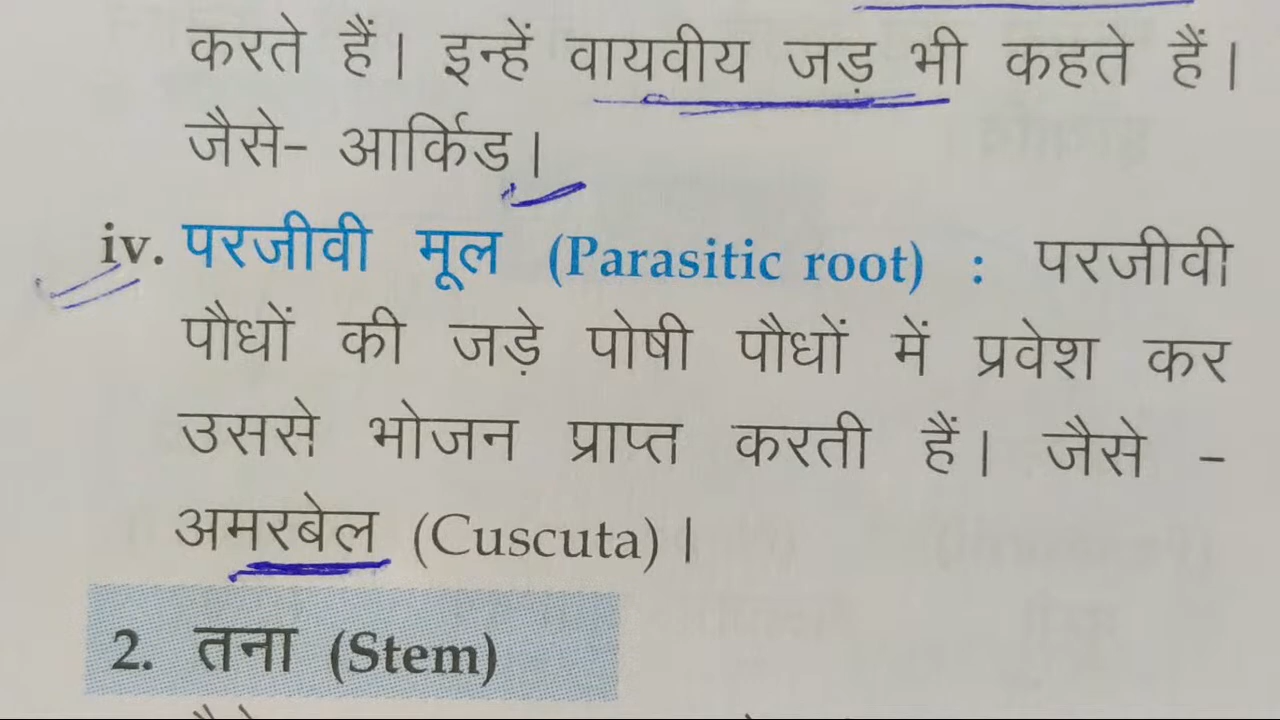 करते हैं। इन्हें वायवीय जड़ भी कहते हैं।
जैसे- आर्किड।
iv. परजीवी मूल (Parasitic root) : परजीवी
पौधों की जड़े पोषी पौधों में प्रवेश कर
उससे भोजन प्राप्त करती हैं। जैसे -
अमरबेल (Cuscuta)।
2. तना (Stem)